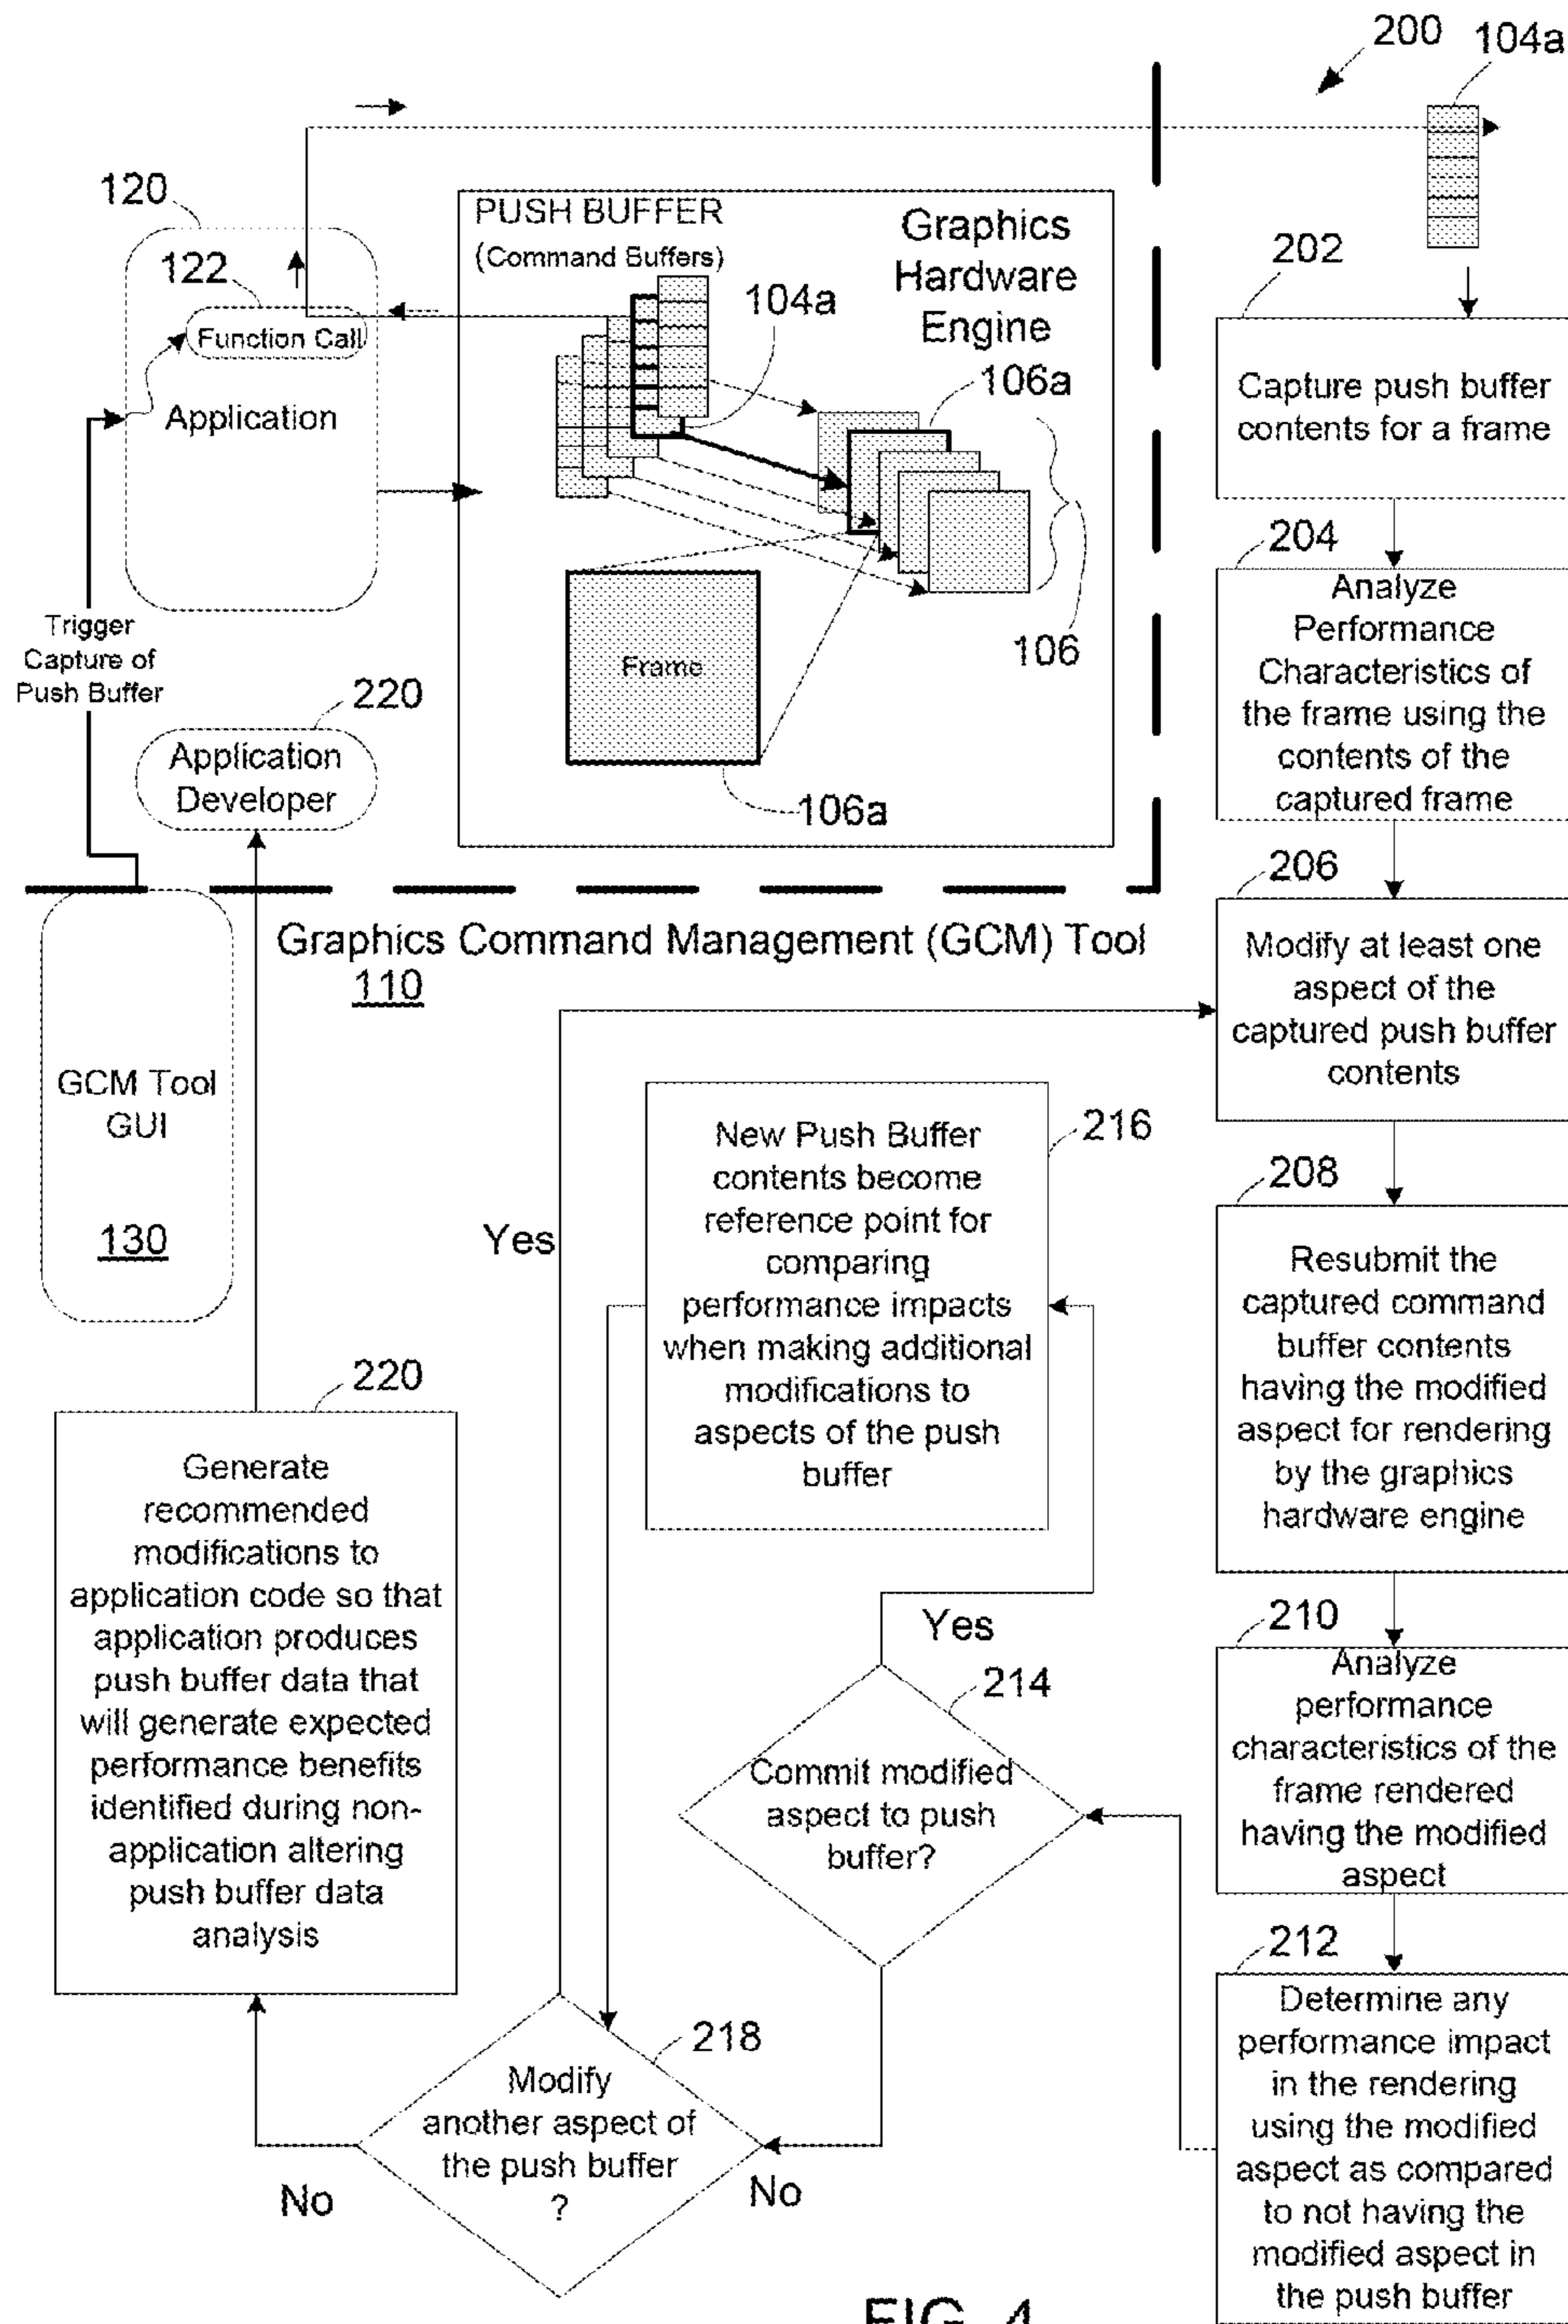 200
104a
120
122
Function Call
Application
PUSH BUFFER
(Command Buffers)
Graphics
Hardware
Engine
104a
106a
106
Frame
106a
Trigger
Capture of
Push Buffer
220
Application
Developer
Graphics Command Management (GCM) Tool
110
GCM Tool
GUI
130
202
Capture push buffer
contents for a frame
204
Analyze
Performance
Characteristics of
the frame using the
contents of the
captured frame
206
Modify at least one
aspect of the
captured push buffer
contents
208
Resubmit the
captured command
buffer contents
having the modified
aspect for rendering
by the graphics
hardware engine
210
Analyze
performance
characteristics of the
frame rendered
having the modified
aspect
212
Determine any
performance impact
in the rendering
using the modified
aspect as compared
to not having the
modified aspect in
the push buffer
214
Commit modified
aspect to push
buffer?
Yes
No
216
New Push Buffer
contents become
reference point for
comparing
performance impacts
when making additional
modifications to
aspects of the push
buffer
218
Modify
another aspect of
the push buffer
?
Yes
No
220
Generate
recommended
modifications to
application code so that
application produces
push buffer data that
will generate expected
performance benefits
identified during non-
application altering
push buffer data
analysis
FIG. 4